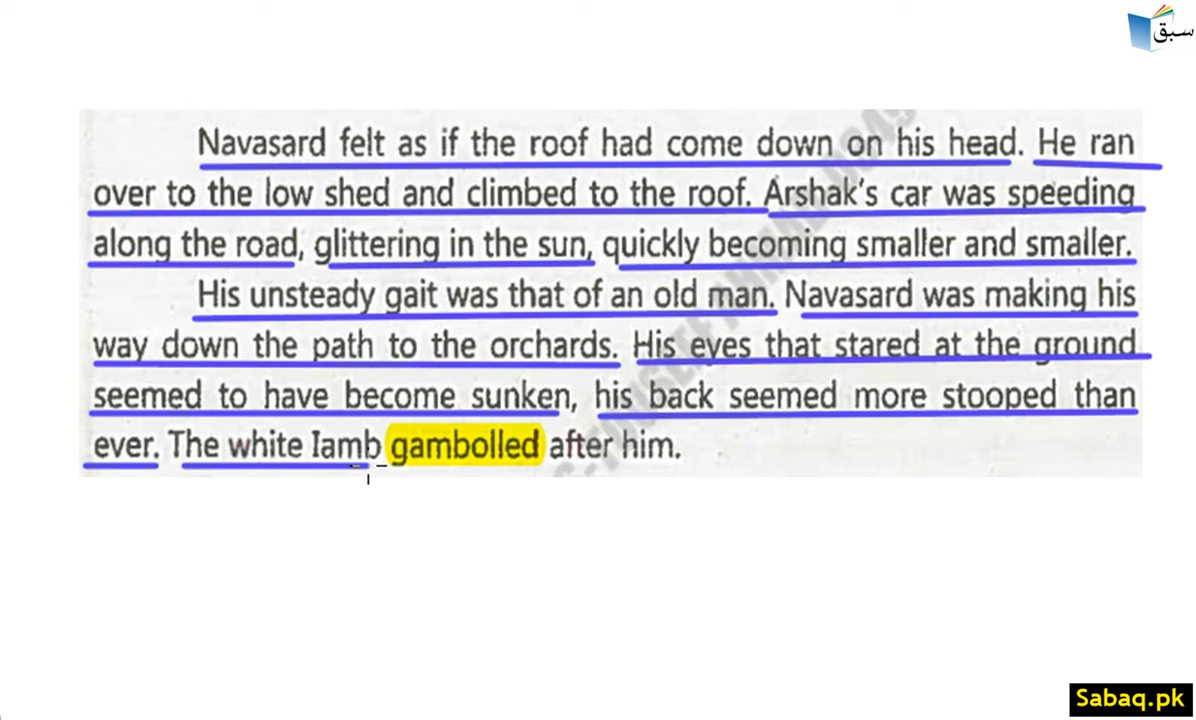 سبق
Navasard felt as if the roof had come down on his head. He ran
over to the low shed and climbed to the roof. Arshak's car was speeding
along the road, glittering in the sun, quickly becoming smaller and smaller.
His unsteady gait was that of an old man. Navasard was making his
way down the path to the orchards. His eyes that stared at the ground
seemed to have become sunken, his back seemed more stooped than
ever. The white Iamb gambolled after him.
Sabaq.pk